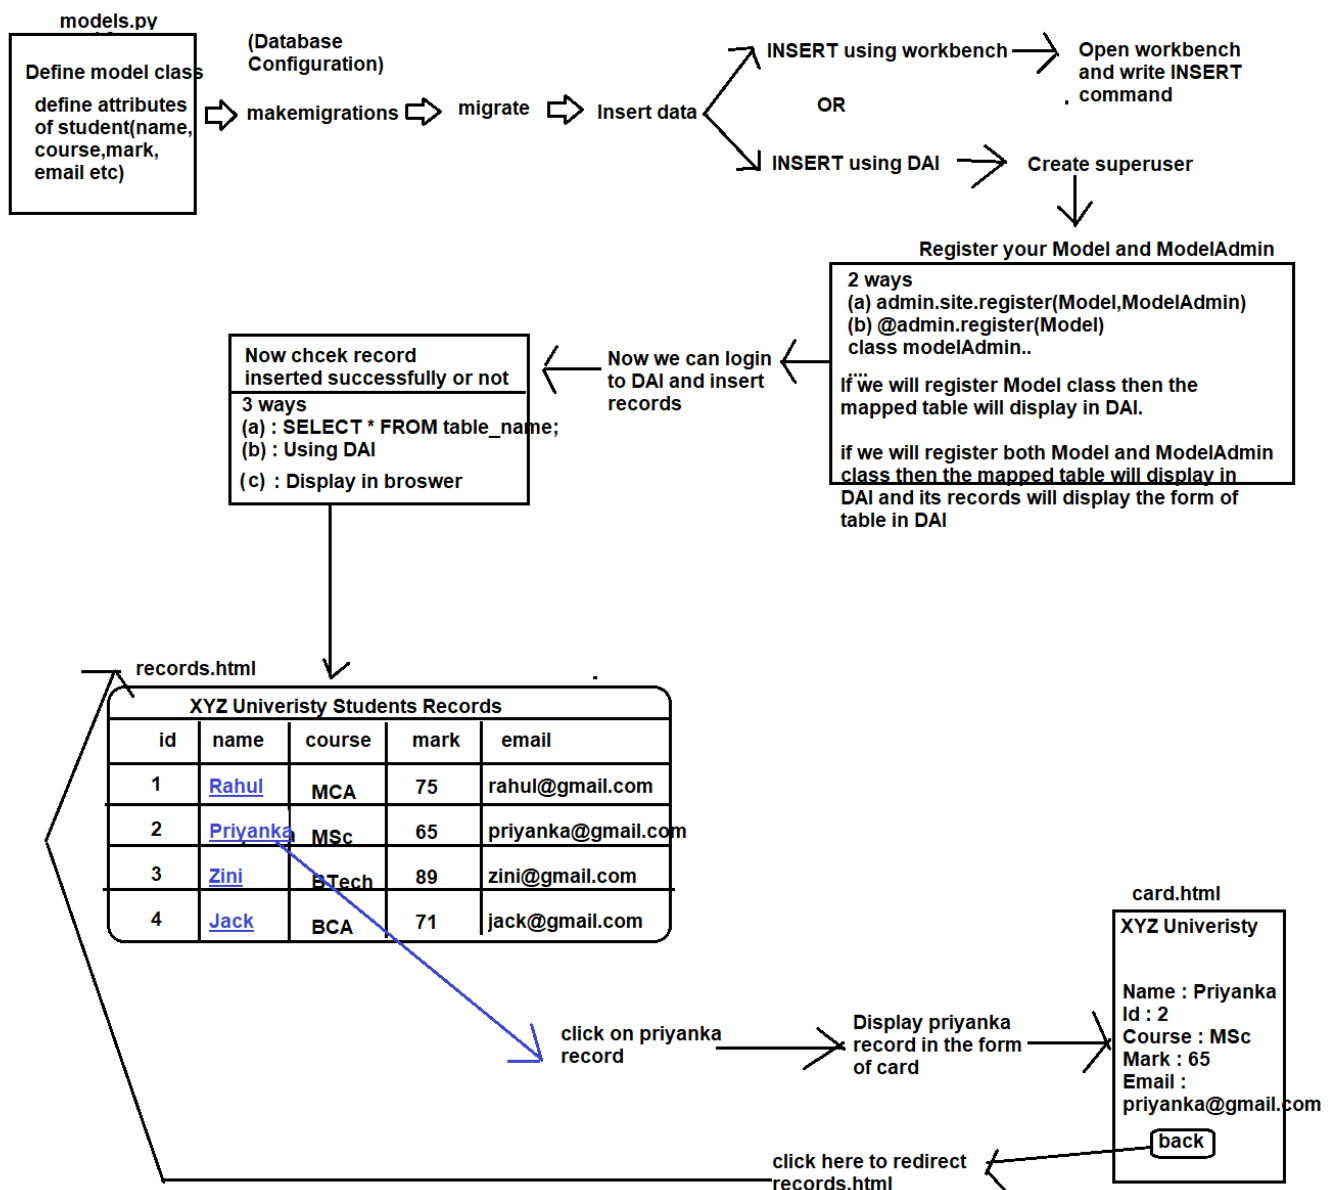 models.py
Define model class
define attributes
of student(name,
course,mark,
email etc)
(Database
Configuration)
makemigrations
migrate
Insert data
INSERT using workbench
OR
INSERT using DAI
Open workbench
and write INSERT
command
Create superuser
Register your Model and ModelAdmin
2 ways
(a) admin.site.register(Model,ModelAdmin)
(b) @admin.register(Model)
class modelAdmin..
....
If we will register Model class then the
mapped table will display in DAI.
if we will register both Model and ModelAdmin
class then the mapped table will display in
DAI and its records will display the form of
table in DAI
Now we can login
to DAI and insert
records
Now chcek record
inserted successfully or not
3 ways
(a) : SELECT * FROM table_name;
(b) : Using DAI
(c) : Display in broswer
records.html
XYZ Univeristy Students Records
id name course mark email
1 Rahul MCA 75 rahul@gmail.com
2 Priyanka MSc 65 priyanka@gmail.com
3 Zini BTech 89 zini@gmail.com
4 Jack BCA 71 jack@gmail.com
click on priyanka
record
Display priyanka
record in the form
of card
card.html
XYZ Univeristy
Name : Priyanka
Id : 2
Course : MSc
Mark : 65
Email :
priyanka@gmail.com
back
click here to redirect
records.html